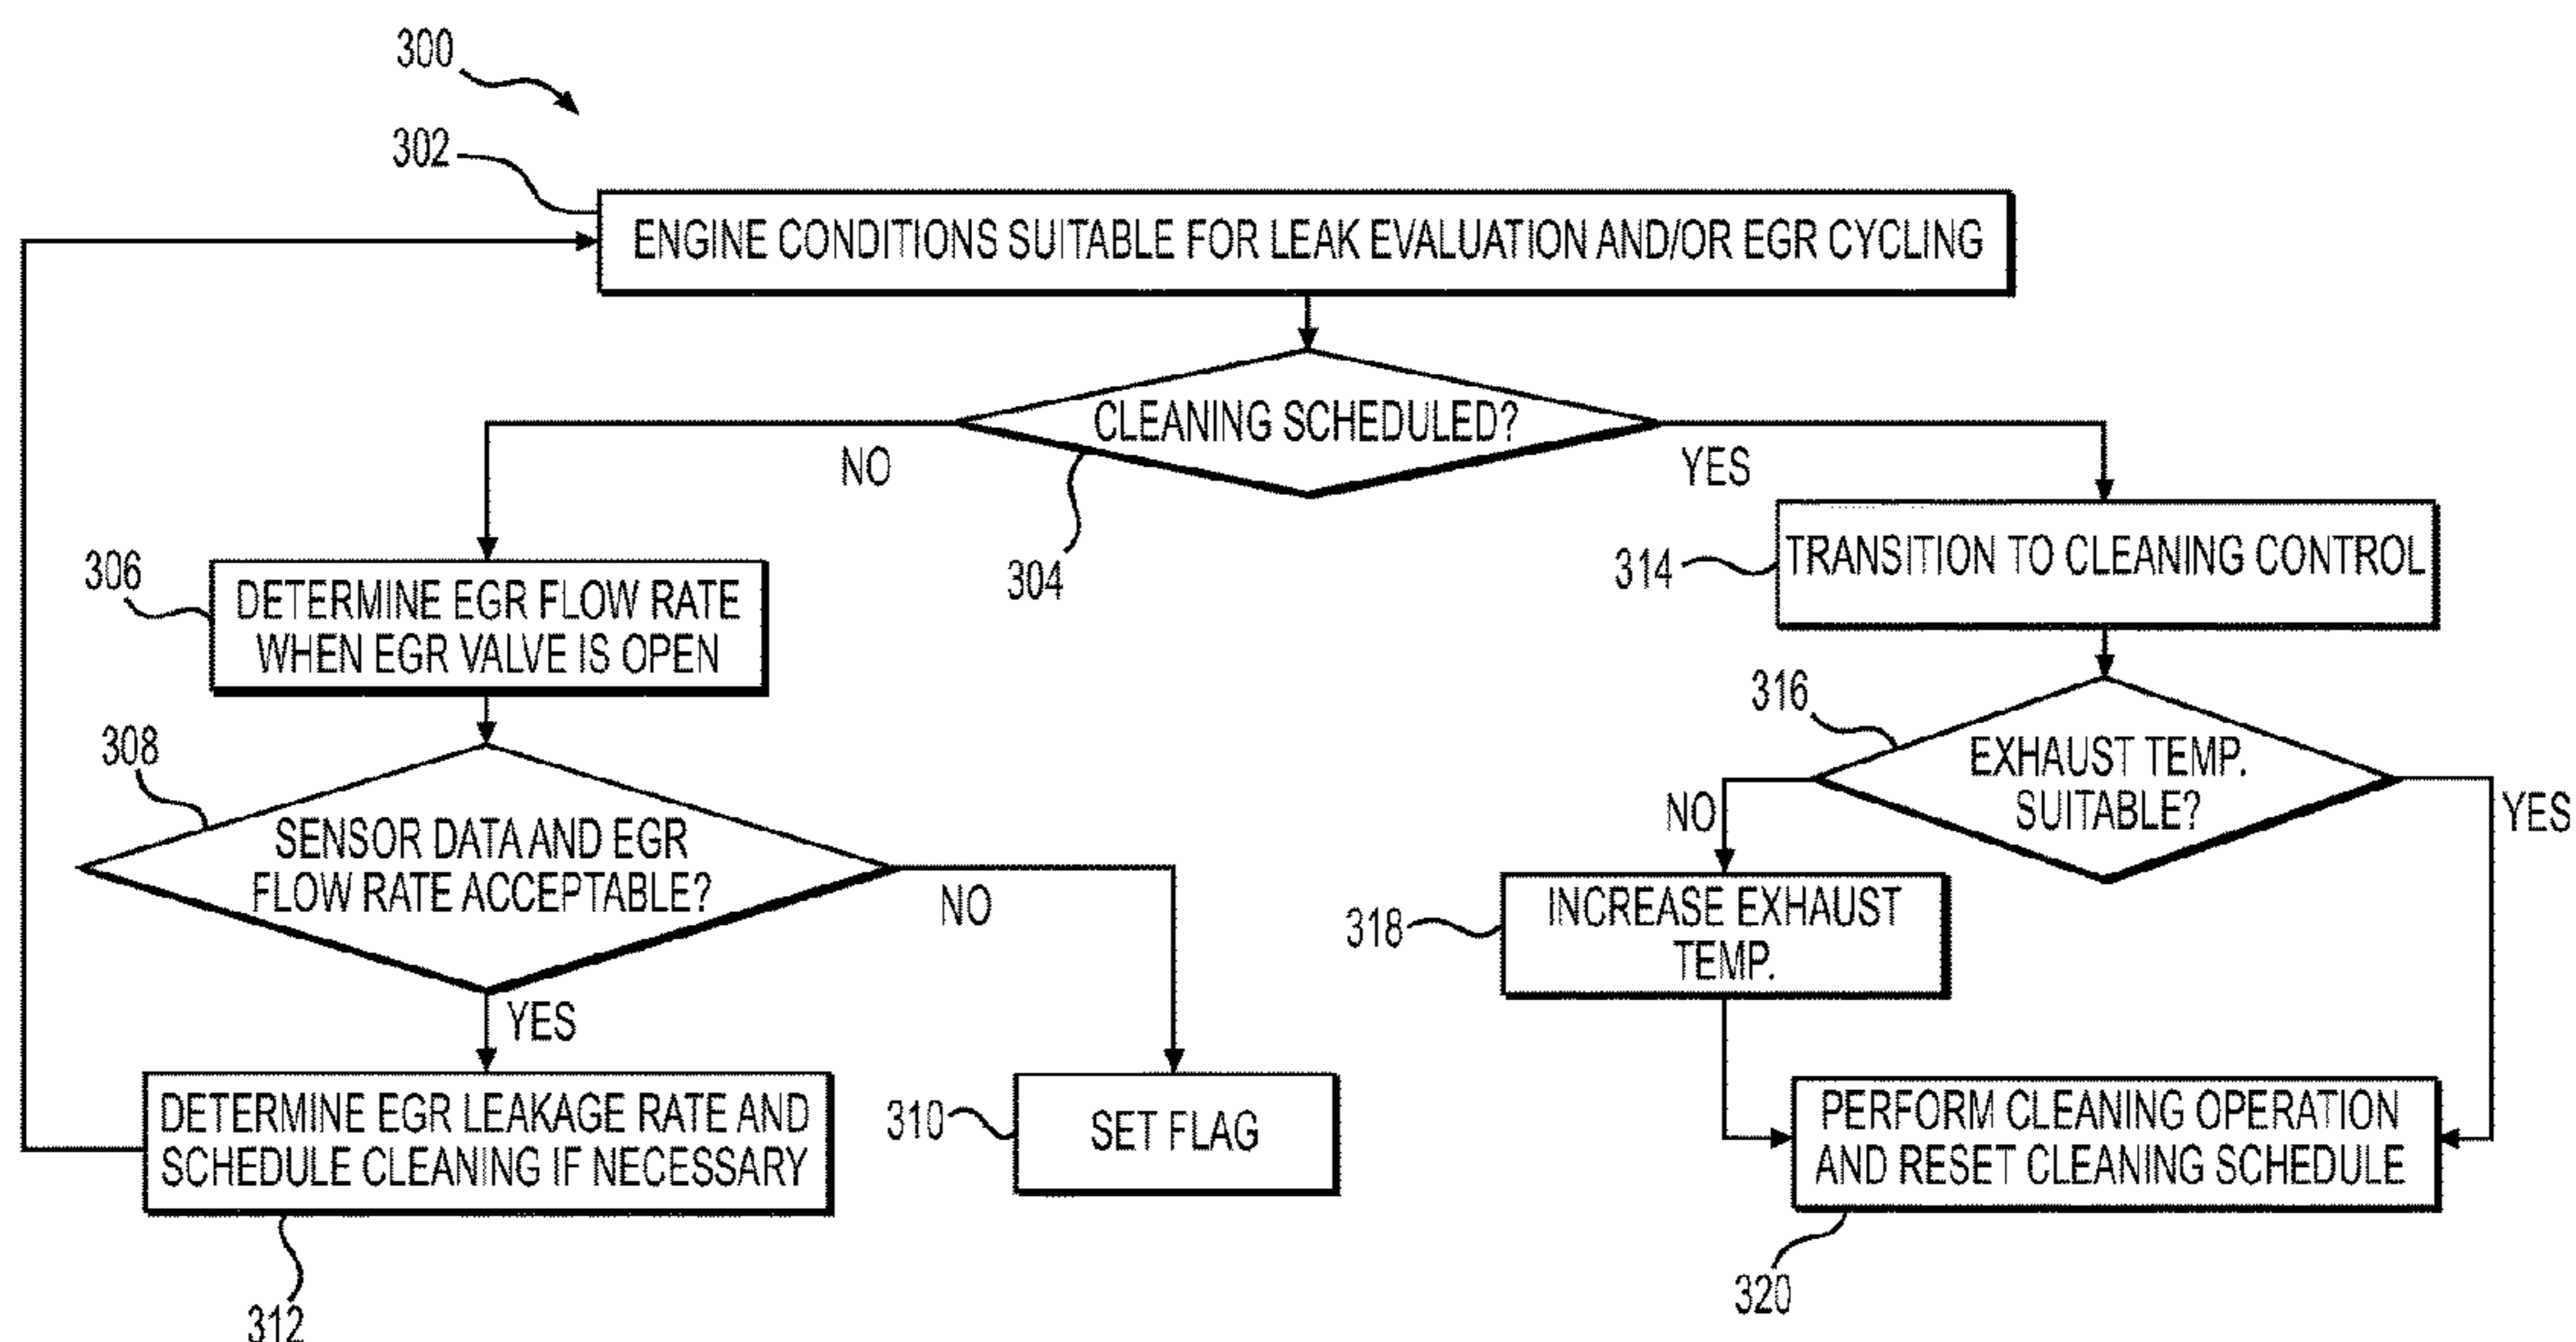 300
302
ENGINE CONDITIONS SUITABLE FOR LEAK EVALUATION AND/OR EGR CYCLING
CLEANING SCHEDULED?
NO
YES
304
306
DETERMINE EGR FLOW RATE
WHEN EGR VALVE IS OPEN
314
TRANSITION TO CLEANING CONTROL
308
SENSOR DATA AND EGR
FLOW RATE ACCEPTABLE?
NO
YES
316
EXHAUST TEMP.
SUITABLE?
NO
YES
318
INCREASE EXHAUST
TEMP.
DETERMINE EGR LEAKAGE RATE AND
SCHEDULE CLEANING IF NECESSARY
312
310
SET FLAG
PERFORM CLEANING OPERATION
AND RESET CLEANING SCHEDULE
320